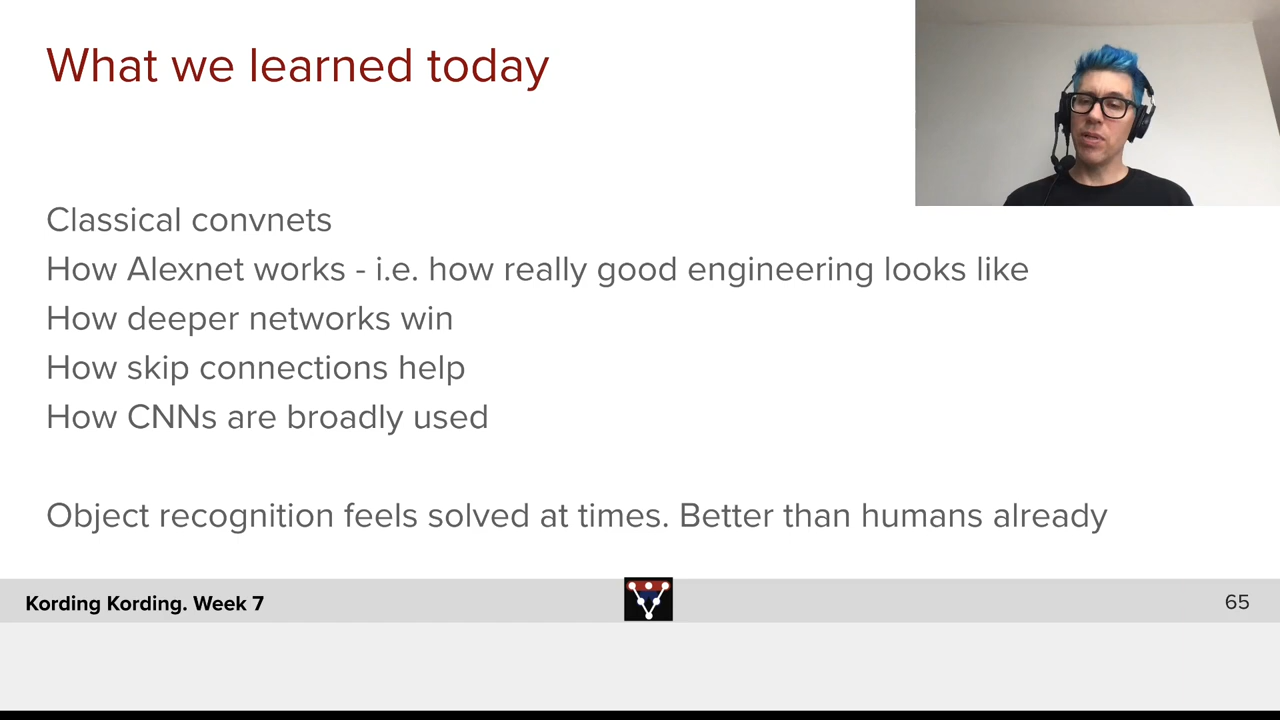 What we learned today
Classical convnets
How Alexnet works - i.e. how really good engineering looks like
How deeper networks win
How skip connections help
How CNNs are broadly used
Object recognition feels solved at times. Better than humans already
Kording Kording. Week 7
65